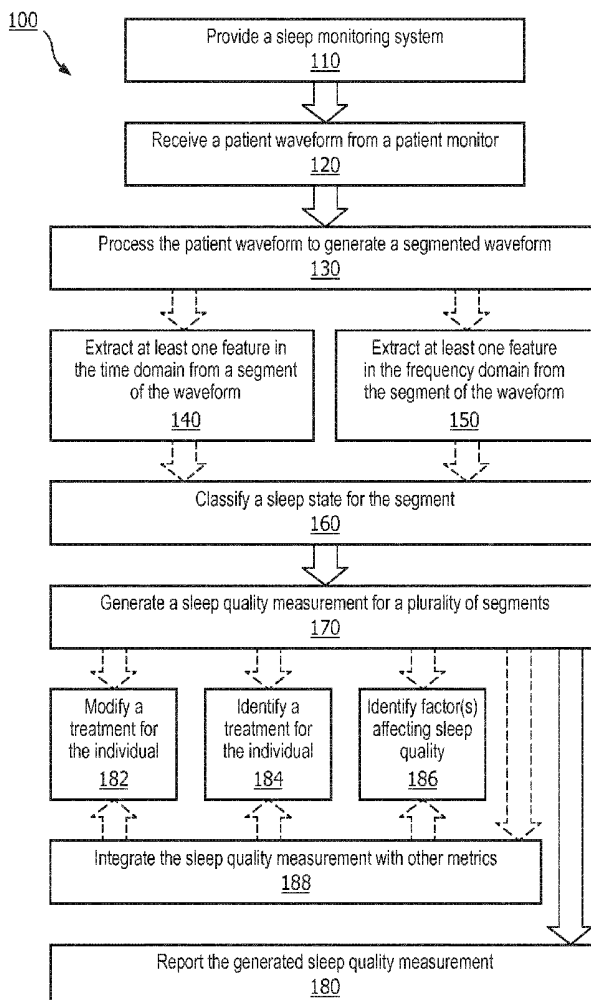 100
Provide a sleep monitoring system
110
Receive a patient waveform from a patient monitor
120
Process the patient waveform to generate a segmented waveform
130
Extract at least one feature in
the time domain from a segment
of the waveform
140
Extract at least one feature
in the frequency domain from
the segment of the waveform
150
Classify a sleep state for the segment
160
Generate a sleep quality measurement for a plurality of segments
170
Modify a
treatment for
the individual
182
Identify a
treatment for
the individual
184
Identify factor(s)
affecting sleep
quality
186
Integrate the sleep quality measurement with other metrics
188
Report the generated sleep quality measurement
180